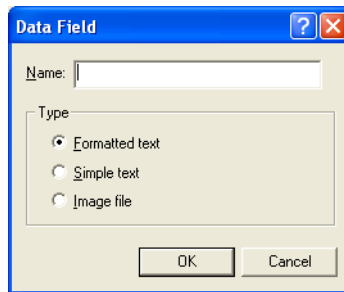 Data Field
Name:
Type
Formatted text
Simple text
Image file
OK Cancel